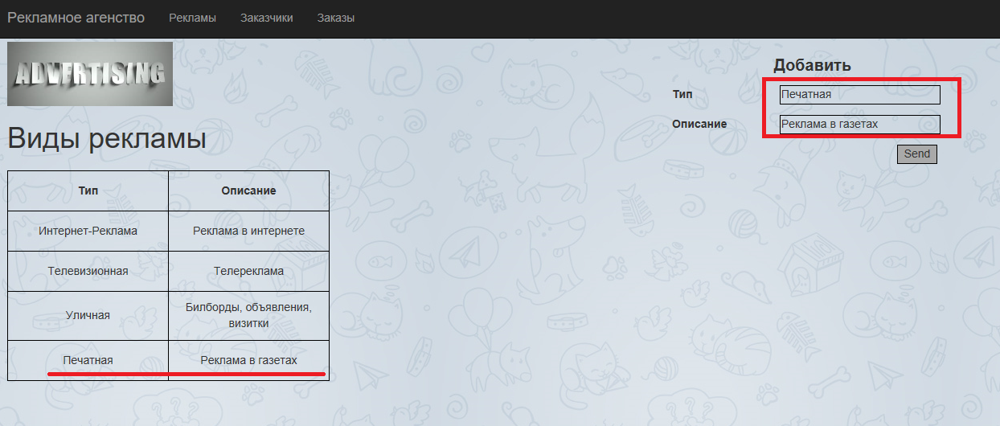 Рекламное агенство Рекламы Заказчики Заказы
ADVERTISING
Виды рекламы
Тип Описание
Интернет-Реклама Реклама в интернете
Телевизионная Телереклама
Уличная Билборды, объявления,
визитки
Печатная Реклама в газетах
Добавить
Тип Печатная
Описание Реклама в газетах
Send
???